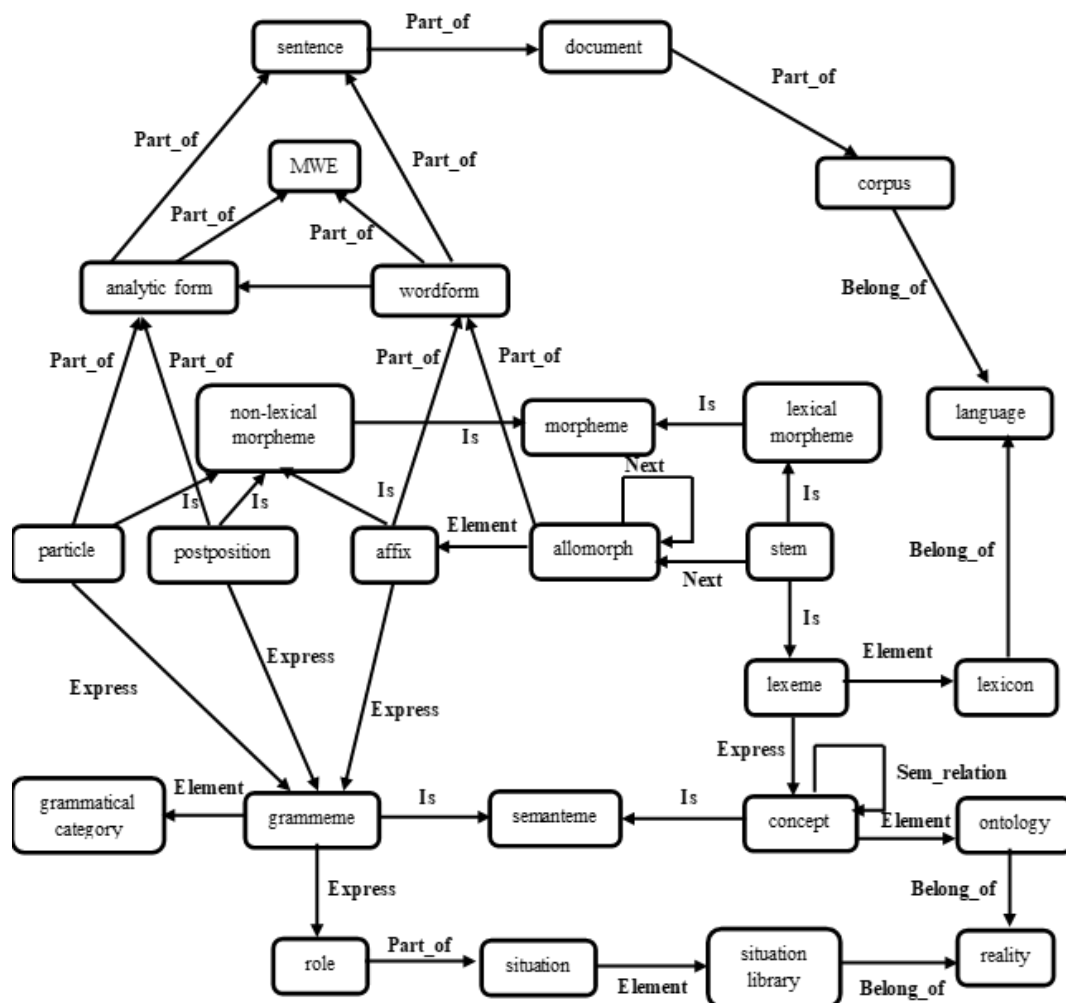 Part_of
sentence
document
Part_of
Part_of
Part_of
MWE
corpus
Part_of
Part_of
analytic form
wordform
Belong_of
Part_of
Part_of
Part_of
Part_of
non-lexical
morpheme
morpheme
Is
lexical
morpheme
language
Is
Next
Is
Is
Is
Is
Element
particle
postposition
affix
allomorph
stem
Next
Belong_of
Is
Express
Element
Express
lexeme
lexicon
Express
Express
Sem_relation
Element
Is
Is
grammatical
category
grammeme
semanteme
concept
Element
ontology
Express
Belong_of
Part_of
role
situation
situation
library
reality
Element
Belong_of